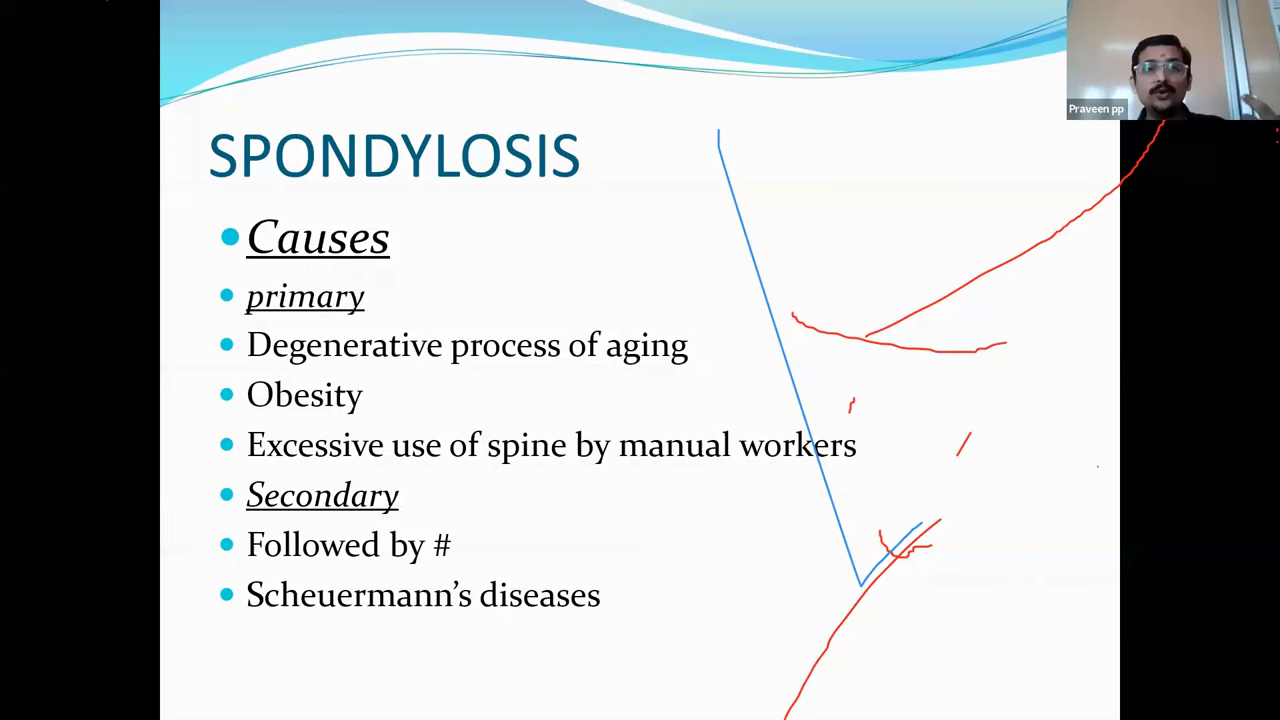 Praveen pp
SPONDYLOSIS
Causes
primary
Degenerative process of aging
Obesity
Excessive use of spine by manual workers
Secondary
Followed by #
Scheuermann’s diseases